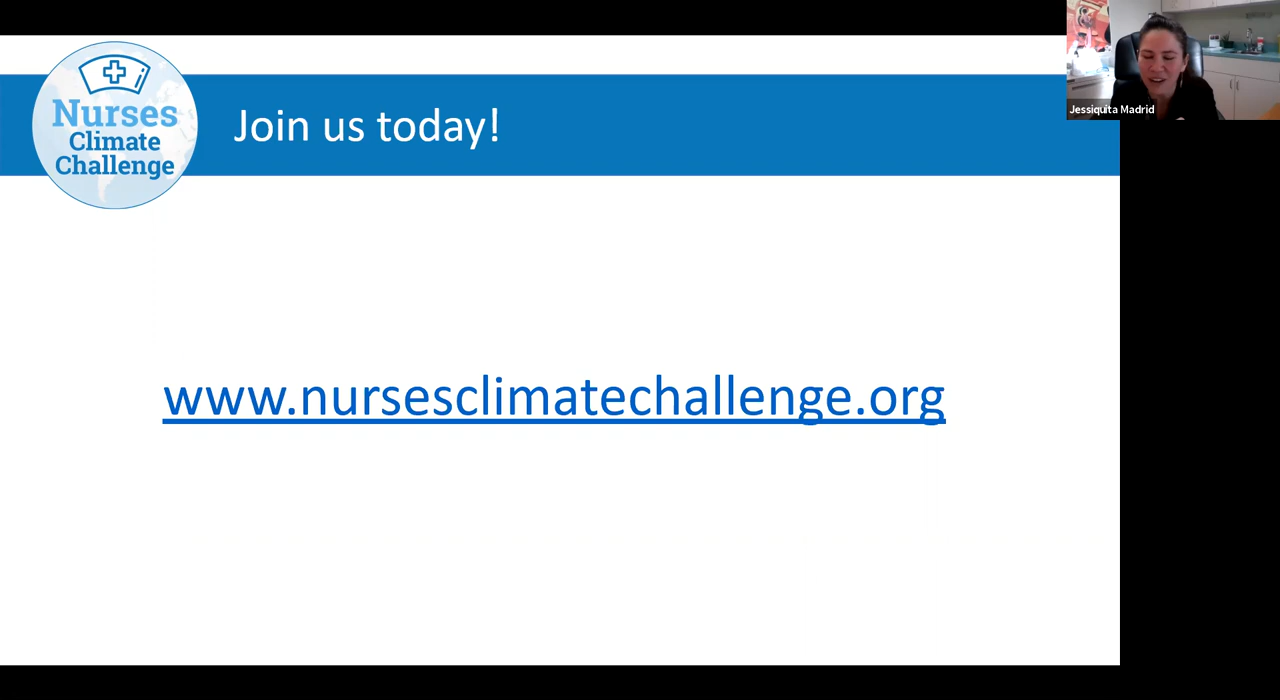 Nurses
Climate
Challenge
Join us today!
Jessiquita Madrid
www.nursesclimatechallenge.org